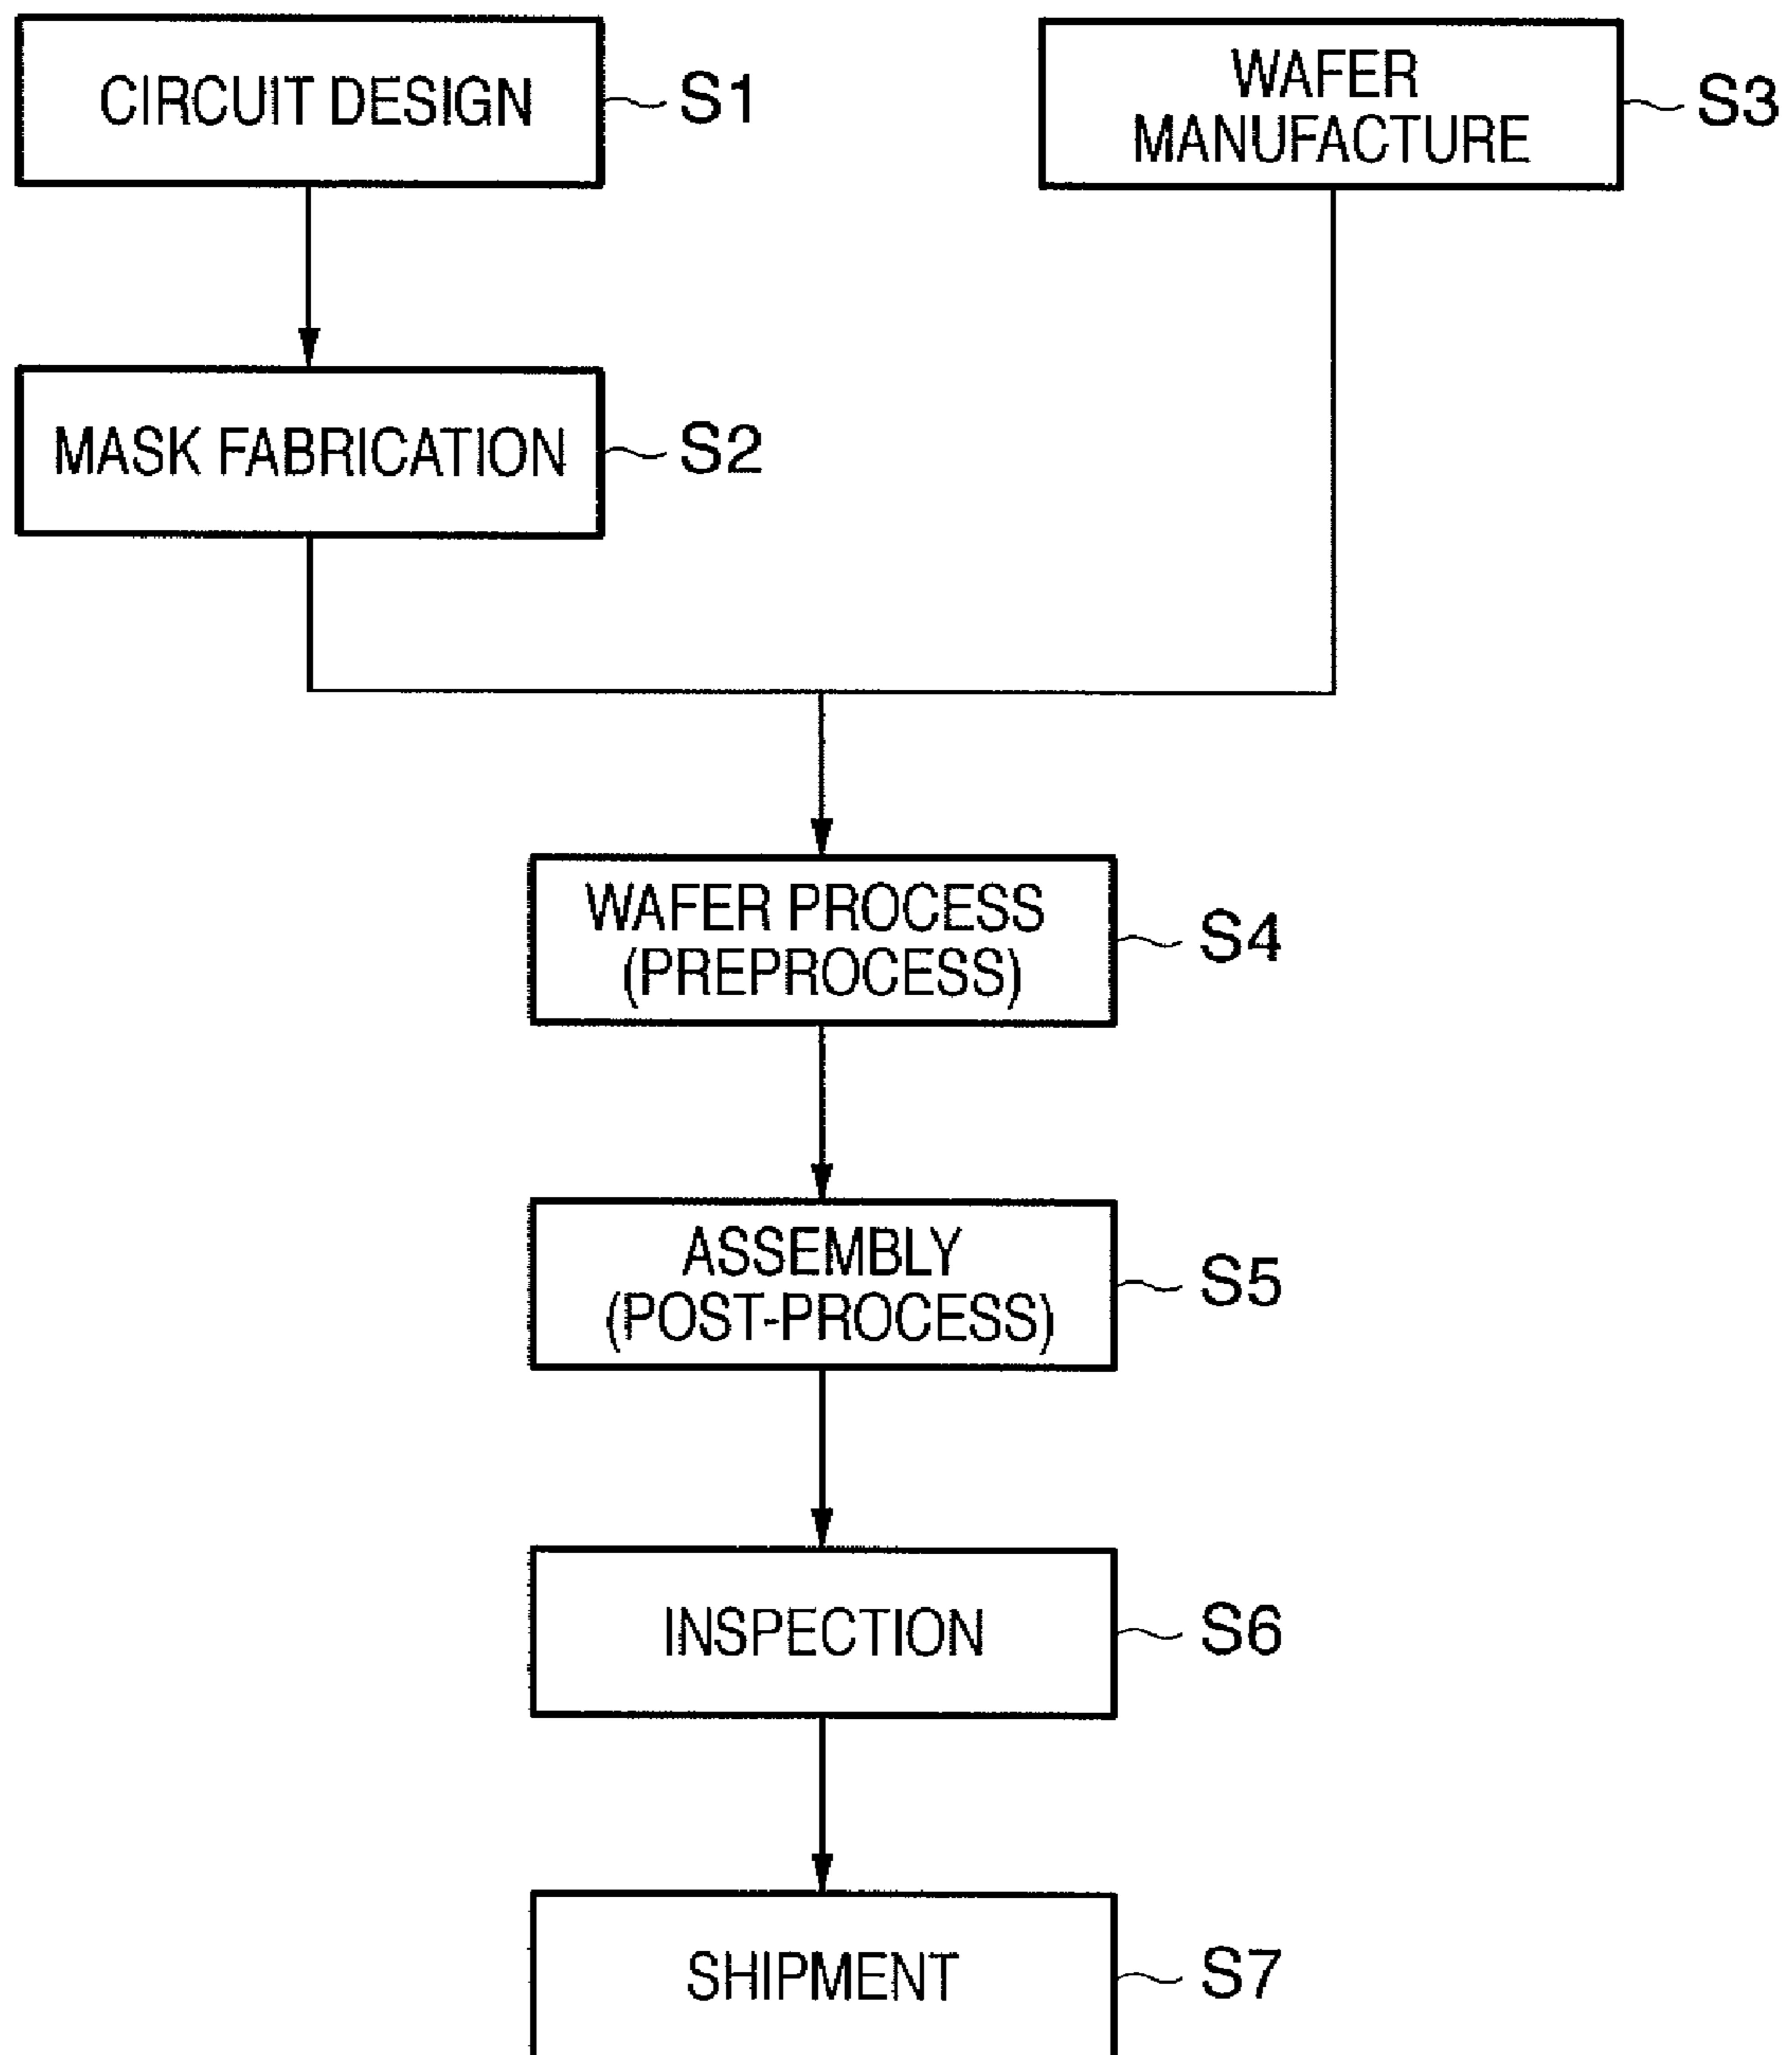 CIRCUIT DESIGN
S1
WAFER
MANUFACTURE
S3
MASK FABRICATION
S2
WAFER PROCESS
(PREPROCESS)
S4
ASSEMBLY
(POST-PROCESS)
S5
INSPECTION
S6
SHIPMENT
S7